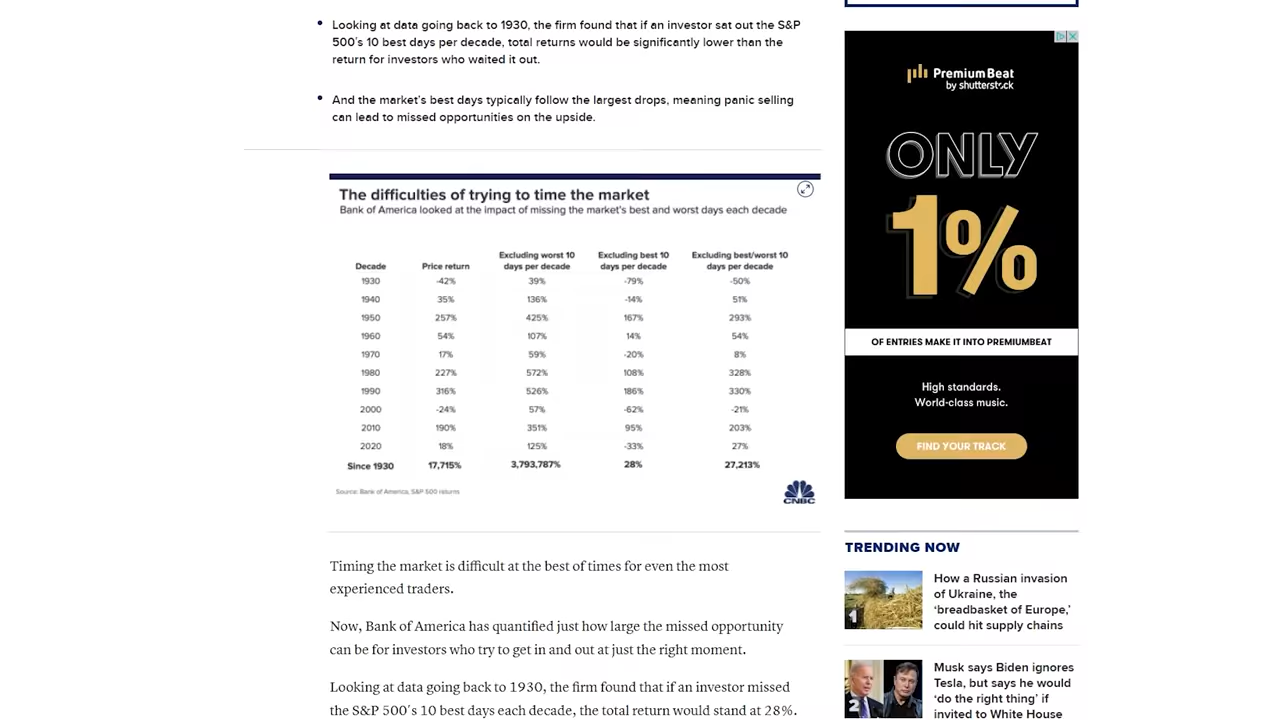 Looking at data going back to 1930, the firm found that if an investor sat out the S&P
500's 10 best days per decade, total returns would be significantly lower than the
return for investors who waited it out.
And the market's best days typically follow the largest drops, meaning panic selling
can lead to missed opportunities on the upside.
The difficulties of trying to time the market
Bank of America looked at the impact of missing the market's best and worst days each decade
Excluding worst 10 Excluding best 10 Excluding best/worst 10
Decade Price return days per decade days per decade days per decade
1930 -42% 39% -79% -50%
1940 35% 136% -14% 51%
1950 257% 425% 167% 293%
1960 54% 107% 14% 54%
1970 17% 59% -20% 8%
1980 227% 572% 108% 328%
1990 316% 526% 186% 330%
2000 -24% 57% -62% -21%
2010 190% 351% 95% 203%
2020 18% 125% -33% 27%
Since 1930 17,715% 3,793,787% 28% 27,213%
Source: Bank of America, S&P 500 returns
CNBC
Timing the market is difficult at the best of times for even the most
experienced traders.
Now, Bank of America has quantified just how large the missed opportunity
can be for investors who try to get in and out at just the right moment.
Looking at data going back to 1930, the firm found that if an investor missed
the S&P 500's 10 best days each decade, the total return would stand at 28%.
PremiumBeat
by shutterstock
ONLY
1%
OF ENTRIES MAKE IT INTO PREMIUMBEAT
High standards.
World-class music.
FIND YOUR TRACK
TRENDING NOW
1
How a Russian invasion
of Ukraine, the
‘breadbasket of Europe,’
could hit supply chains
2
Musk says Biden ignores
Tesla, but says he would
‘do the right thing’ if
invited to White House